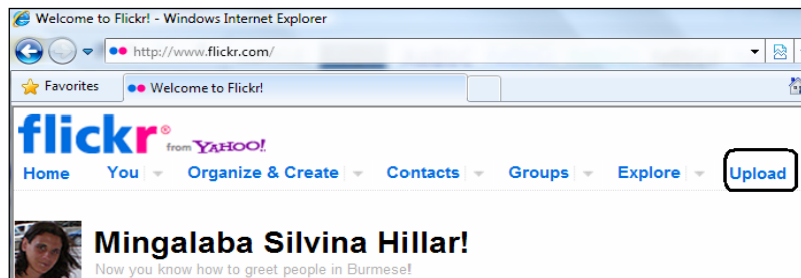 Welcome to Flickr! - Windows Internet Explorer
http://www.flickr.com/
Favorites Welcome to Flickr!
flickr® from YAHOO!
Home You Organize & Create Contacts Groups Explore Upload
Mingalaba Silvina Hillar!
Now you know how to greet people in Burmese!